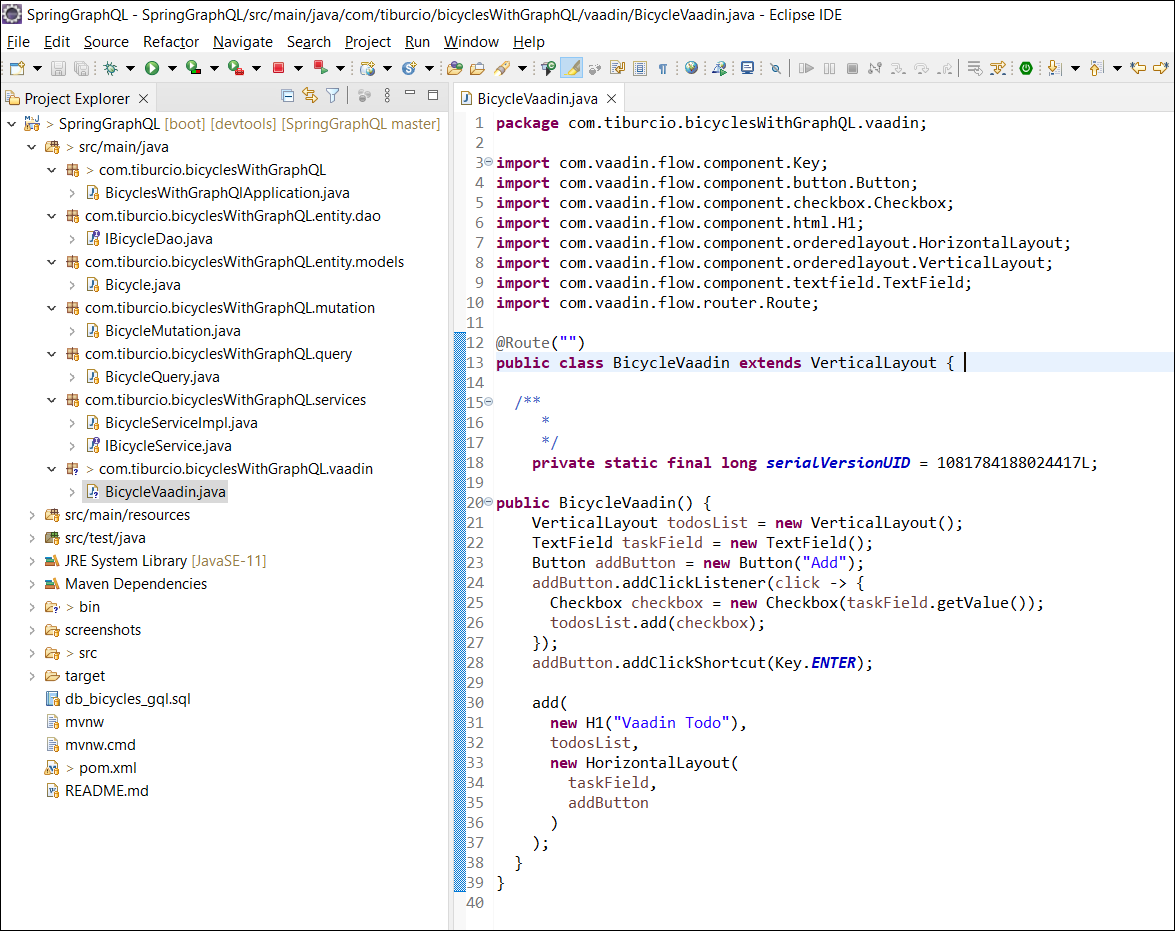 SpringGraphQL - SpringGraphQL/src/main/java/com/tiburcio/bicyclesWithGraphQL/vaadin/BicycleVaadin.java - Eclipse IDE
File Edit Source Refactor Navigate Search Project Run Window Help
Project Explorer
> SpringGraphQL [boot] [devtools] [SpringGraphQL master]
> src/main/java
> com.tiburcio.bicyclesWithGraphQL
BicyclesWithGraphQlApplication.java
com.tiburcio.bicyclesWithGraphQL.entity.dao
IBicycleDao.java
com.tiburcio.bicyclesWithGraphQL.entity.models
Bicycle.java
com.tiburcio.bicyclesWithGraphQL.mutation
BicycleMutation.java
com.tiburcio.bicyclesWithGraphQL.query
BicycleQuery.java
com.tiburcio.bicyclesWithGraphQL.services
BicycleServiceImpl.java
IBicycleService.java
> com.tiburcio.bicyclesWithGraphQL.vaadin
BicycleVaadin.java
src/main/resources
src/test/java
JRE System Library [JavaSE-11]
Maven Dependencies
> bin
screenshots
> src
target
db_bicycles_gql.sql
mvnw
mvnw.cmd
> pom.xml
README.md
BicycleVaadin.java
1 package com.tiburcio.bicyclesWithGraphQL.vaadin;
2
3 import com.vaadin.flow.component.Key;
4 import com.vaadin.flow.component.button.Button;
5 import com.vaadin.flow.component.checkbox.Checkbox;
6 import com.vaadin.flow.component.html.H1;
7 import com.vaadin.flow.component.orderedlayout.HorizontalLayout;
8 import com.vaadin.flow.component.orderedlayout.VerticalLayout;
9 import com.vaadin.flow.component.textfield.TextField;
10 import com.vaadin.flow.router.Route;
11
12 @Route("")
13 public class BicycleVaadin extends VerticalLayout {
14
15 /**
16 *
17 */
18 private static final long serialVersionUID = 1081784188024417L;
19
20 public BicycleVaadin() {
21 VerticalLayout todosList = new VerticalLayout();
22 TextField taskField = new TextField();
23 Button addButton = new Button("Add");
24 addButton.addClickListener(click -> {
25 Checkbox checkbox = new Checkbox(taskField.getValue());
26 todosList.add(checkbox);
27 });
28 addButton.addClickShortcut(Key.ENTER);
29
30 add(
31 new H1("Vaadin Todo"),
32 todosList,
33 new HorizontalLayout(
34 taskField,
35 addButton
36 )
37 );
38 }
39 }
40